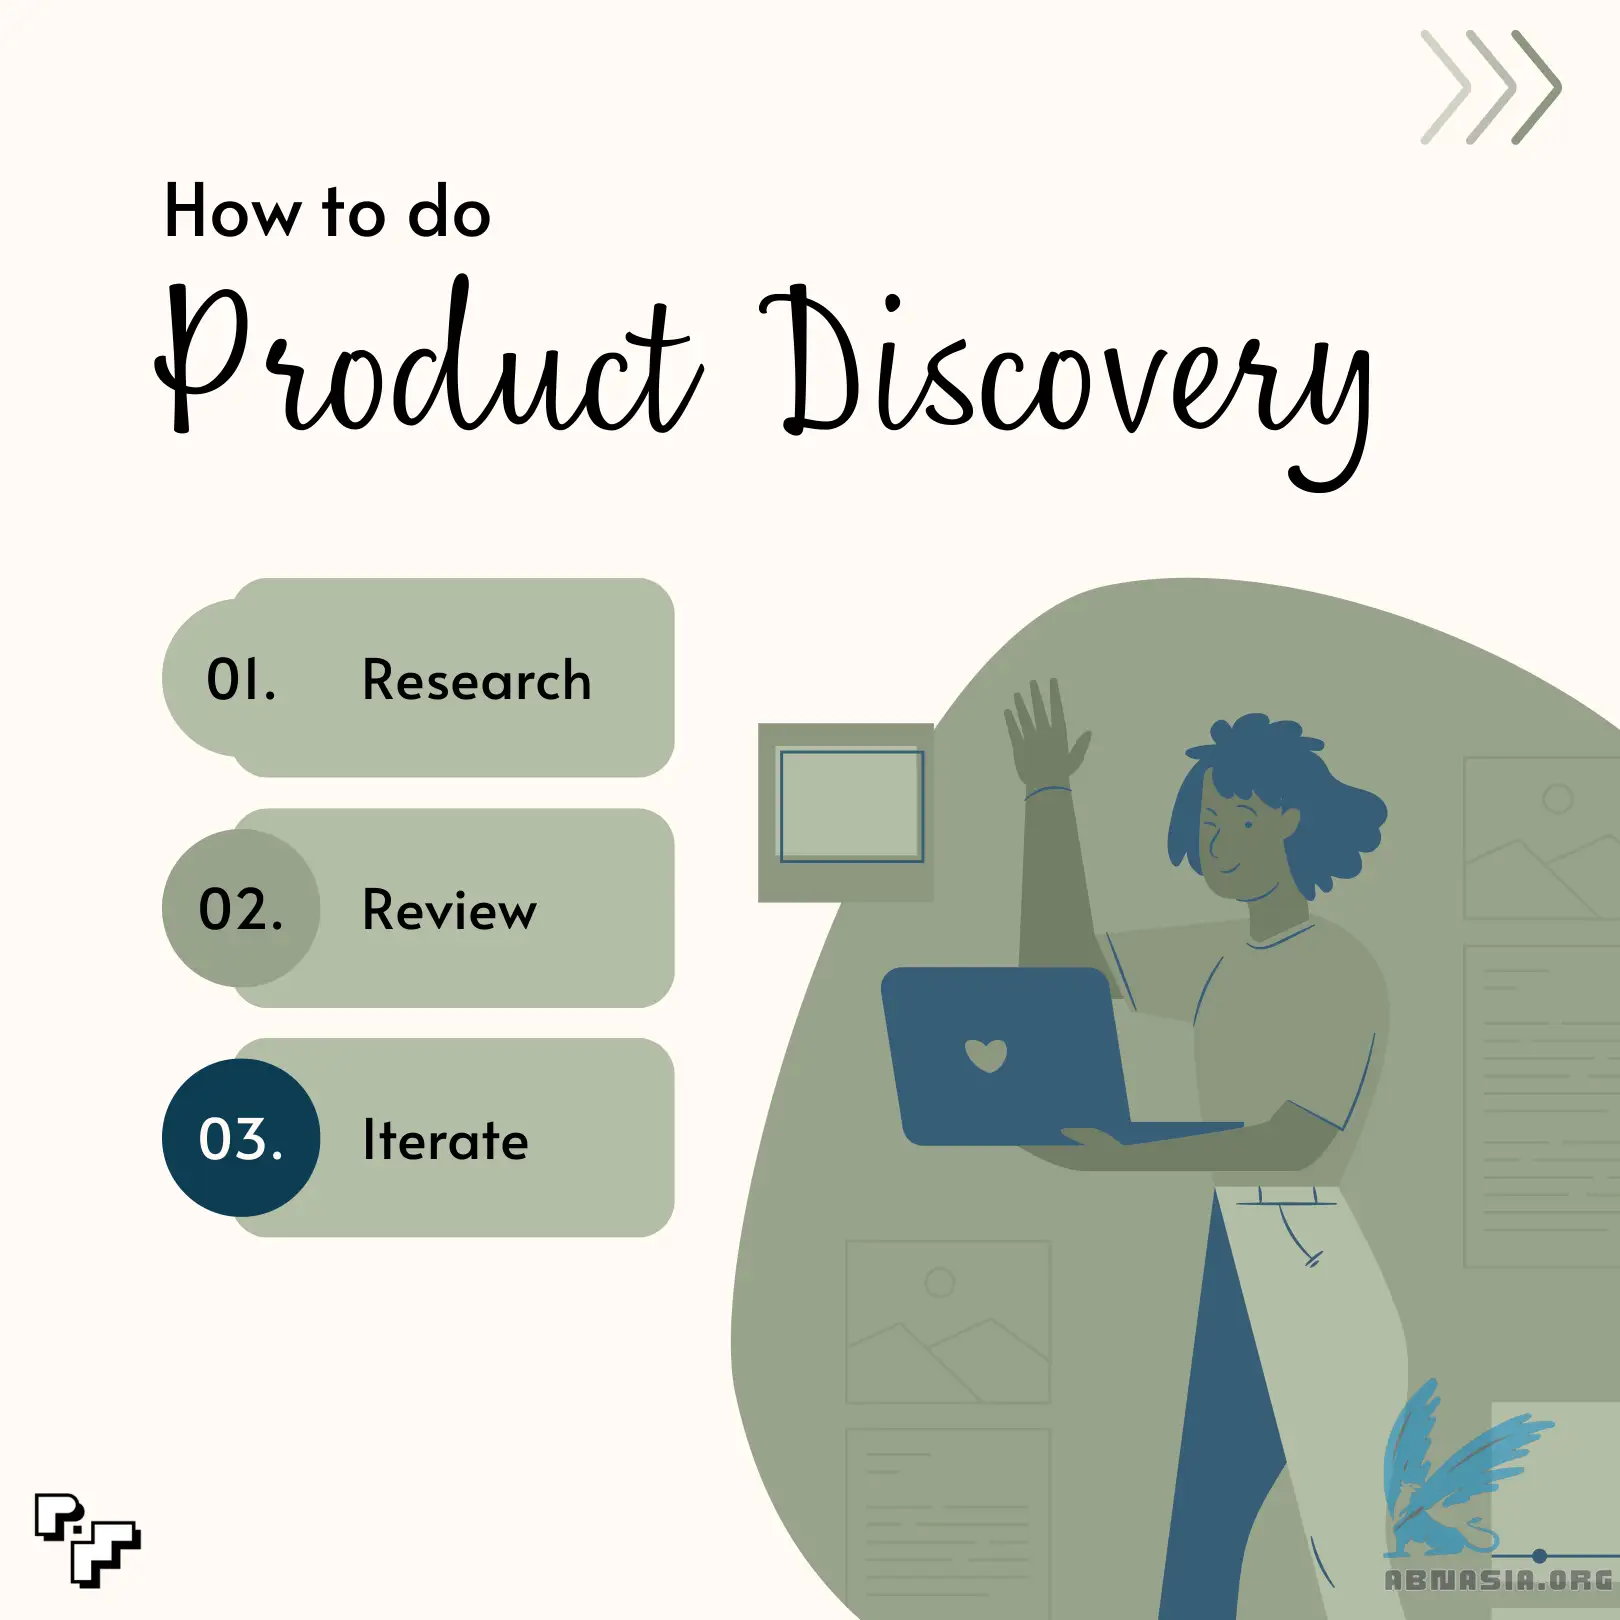 How to do
Product Discovery
01. Research
02. Review
03. Iterate
ABNASIA.ORG